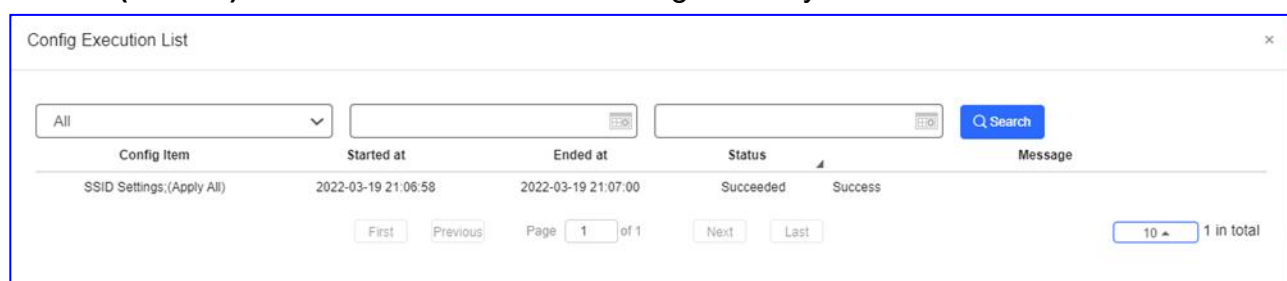 Config Execution List ×
All Search
Config Item Started at Ended at Status Message
SSID Settings;(Apply All) 2022-03-19 21:06:58 2022-03-19 21:07:00 Succeeded Success
First Previous Page 1 of 1 Next Last 10 1 in total